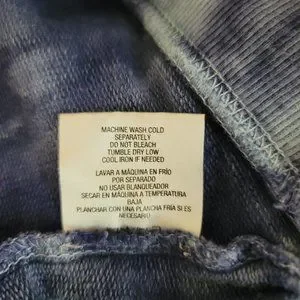 MACHINE WASH COLD
SEPARATELY
DO NOT BLEACH
TUMBLE DRY LOW
COOL IRON IF NEEDED
LAVAR A MÁQUINA EN FRÍO
POR SEPARADO
NO USAR BLANQUEADOR
SECAR EN MÁQUINA A TEMPERATURA
BAJA
PLANCHAR CON UNA PLANCHA FRÍA SI ES
NECESARIO